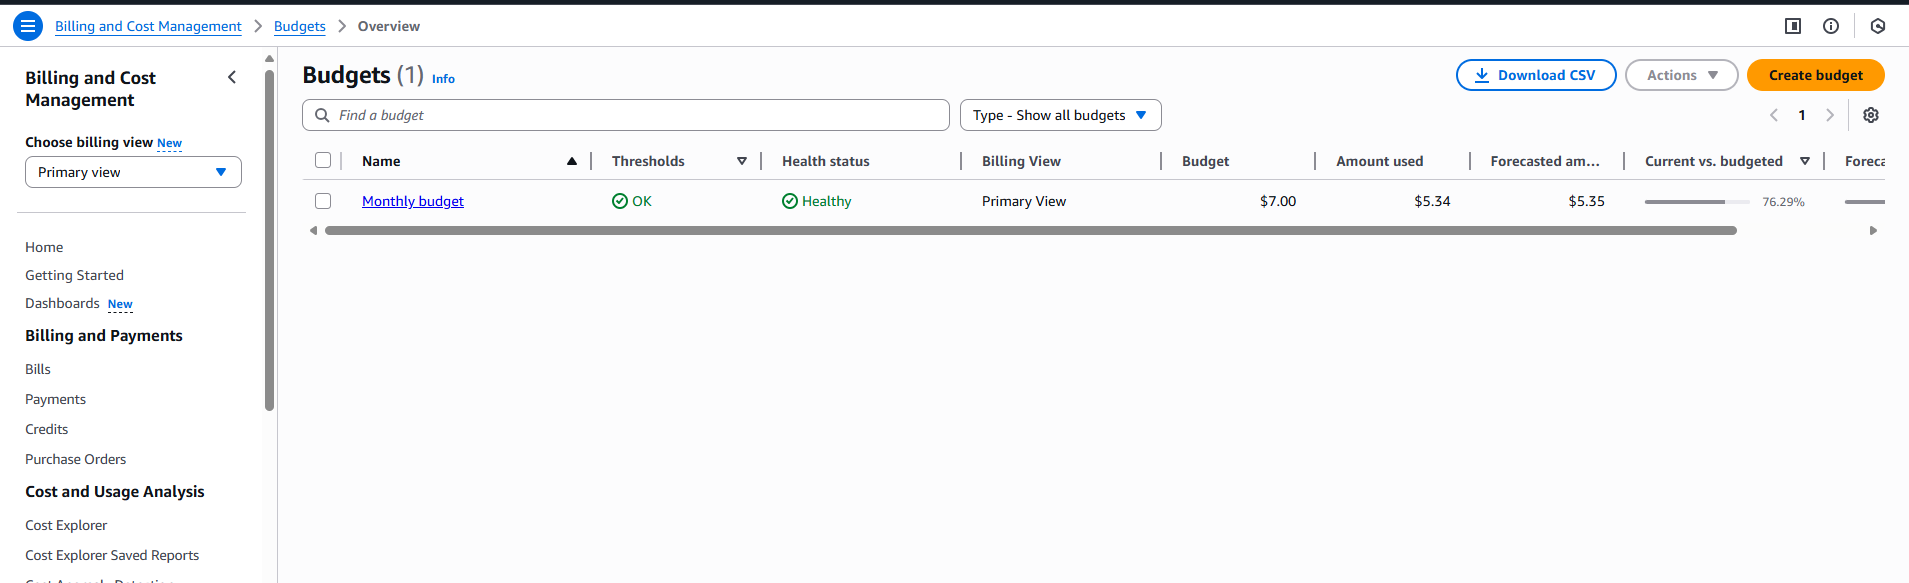 Billing and Cost Management > Budgets > Overview
Billing and Cost
Management
Choose billing view New
Primary view
Home
Getting Started
Dashboards New
Billing and Payments
Bills
Payments
Credits
Purchase Orders
Cost and Usage Analysis
Cost Explorer
Cost Explorer Saved Reports
Cost Anomaly Detection
Budgets (1) Info
Download CSV Actions Create budget
Find a budget Type - Show all budgets 1
Name Thresholds Health status Billing View Budget Amount used Forecasted am... Current vs. budgeted Foreca
Monthly budget OK Healthy Primary View $7.00 $5.34 $5.35 76.29%